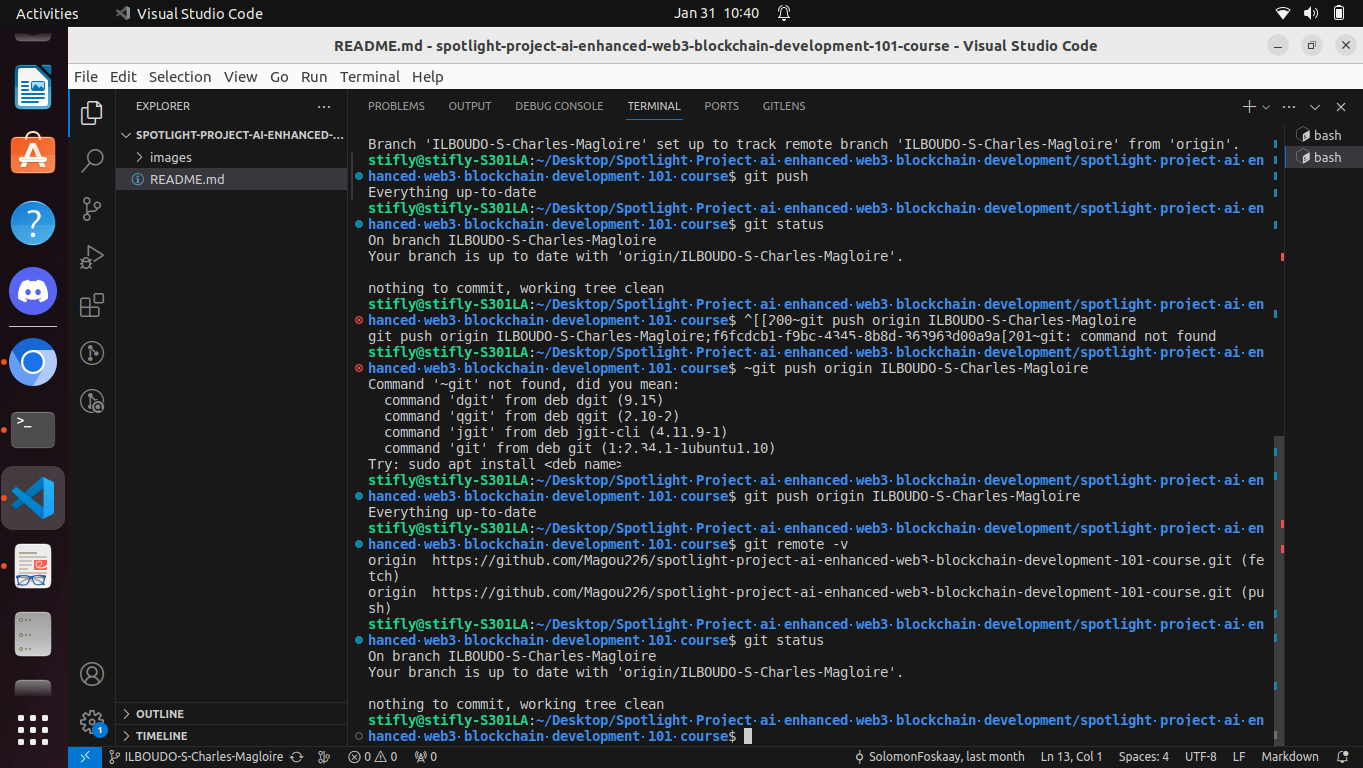 Activities
Visual Studio Code
Jan 31 10:40
README.md - spotlight-project-ai-enhanced-web3-blockchain-development-101-course - Visual Studio Code
File Edit Selection View Go Run Terminal Help
EXPLORER
PROBLEMS OUTPUT DEBUG CONSOLE TERMINAL PORTS GITLENS
SPOTLIGHT-PROJECT-AI-ENHANCED-...
images
README.md
OUTLINE
TIMELINE
Branch 'ILBOUDO-S-Charles-Magloire' set up to track remote branch 'ILBOUDO-S-Charles-Magloire' from 'origin'.
stifly@stifly-S301LA:~/Desktop/Spotlight-Project-ai-enhanced-web3-blockchain-development/spotlight-project-ai-en
hanced-web3-blockchain-development-101-course$ git push
Everything up-to-date
stifly@stifly-S301LA:~/Desktop/Spotlight-Project-ai-enhanced-web3-blockchain-development/spotlight-project-ai-en
hanced-web3-blockchain-development-101-course$ git status
On branch ILBOUDO-S-Charles-Magloire
Your branch is up to date with 'origin/ILBOUDO-S-Charles-Magloire'.
nothing to commit, working tree clean
stifly@stifly-S301LA:~/Desktop/Spotlight-Project-ai-enhanced-web3-blockchain-development/spotlight-project-ai-en
hanced-web3-blockchain-development-101-course$ ^[[200~git push origin ILBOUDO-S-Charles-Magloire
git push origin ILBOUDO-S-Charles-Magloire;f6fcdcb1-f9bc-4345-8b8d-363963d00a9a[201~git: command not found
stifly@stifly-S301LA:~/Desktop/Spotlight-Project-ai-enhanced-web3-blockchain-development/spotlight-project-ai-en
hanced-web3-blockchain-development-101-course$ ~git push origin ILBOUDO-S-Charles-Magloire
Command '~git' not found, did you mean:
command 'dgit' from deb dgit (9.15)
command 'qgit' from deb qgit (2.10-2)
command 'jgit' from deb jgit-cli (4.11.9-1)
command 'git' from deb git (1:2.34.1-1ubuntu1.10)
Try: sudo apt install <deb name>
stifly@stifly-S301LA:~/Desktop/Spotlight-Project-ai-enhanced-web3-blockchain-development/spotlight-project-ai-en
hanced-web3-blockchain-development-101-course$ git push origin ILBOUDO-S-Charles-Magloire
Everything up-to-date
stifly@stifly-S301LA:~/Desktop/Spotlight-Project-ai-enhanced-web3-blockchain-development/spotlight-project-ai-en
hanced-web3-blockchain-development-101-course$ git remote -v
origin https://github.com/Magou226/spotlight-project-ai-enhanced-web3-blockchain-development-101-course.git (fe
tch)
origin https://github.com/Magou226/spotlight-project-ai-enhanced-web3-blockchain-development-101-course.git (pu
sh)
stifly@stifly-S301LA:~/Desktop/Spotlight-Project-ai-enhanced-web3-blockchain-development/spotlight-project-ai-en
hanced-web3-blockchain-development-101-course$ git status
On branch ILBOUDO-S-Charles-Magloire
Your branch is up to date with 'origin/ILBOUDO-S-Charles-Magloire'.
nothing to commit, working tree clean
stifly@stifly-S301LA:~/Desktop/Spotlight-Project-ai-enhanced-web3-blockchain-development/spotlight-project-ai-en
hanced-web3-blockchain-development-101-course$
bash
bash
1
ILBOUDO-S-Charles-Magloire
0 0
0
SolomonFoskaay, last month
Ln 13, Col 1
Spaces: 4
UTF-8
LF
Markdown